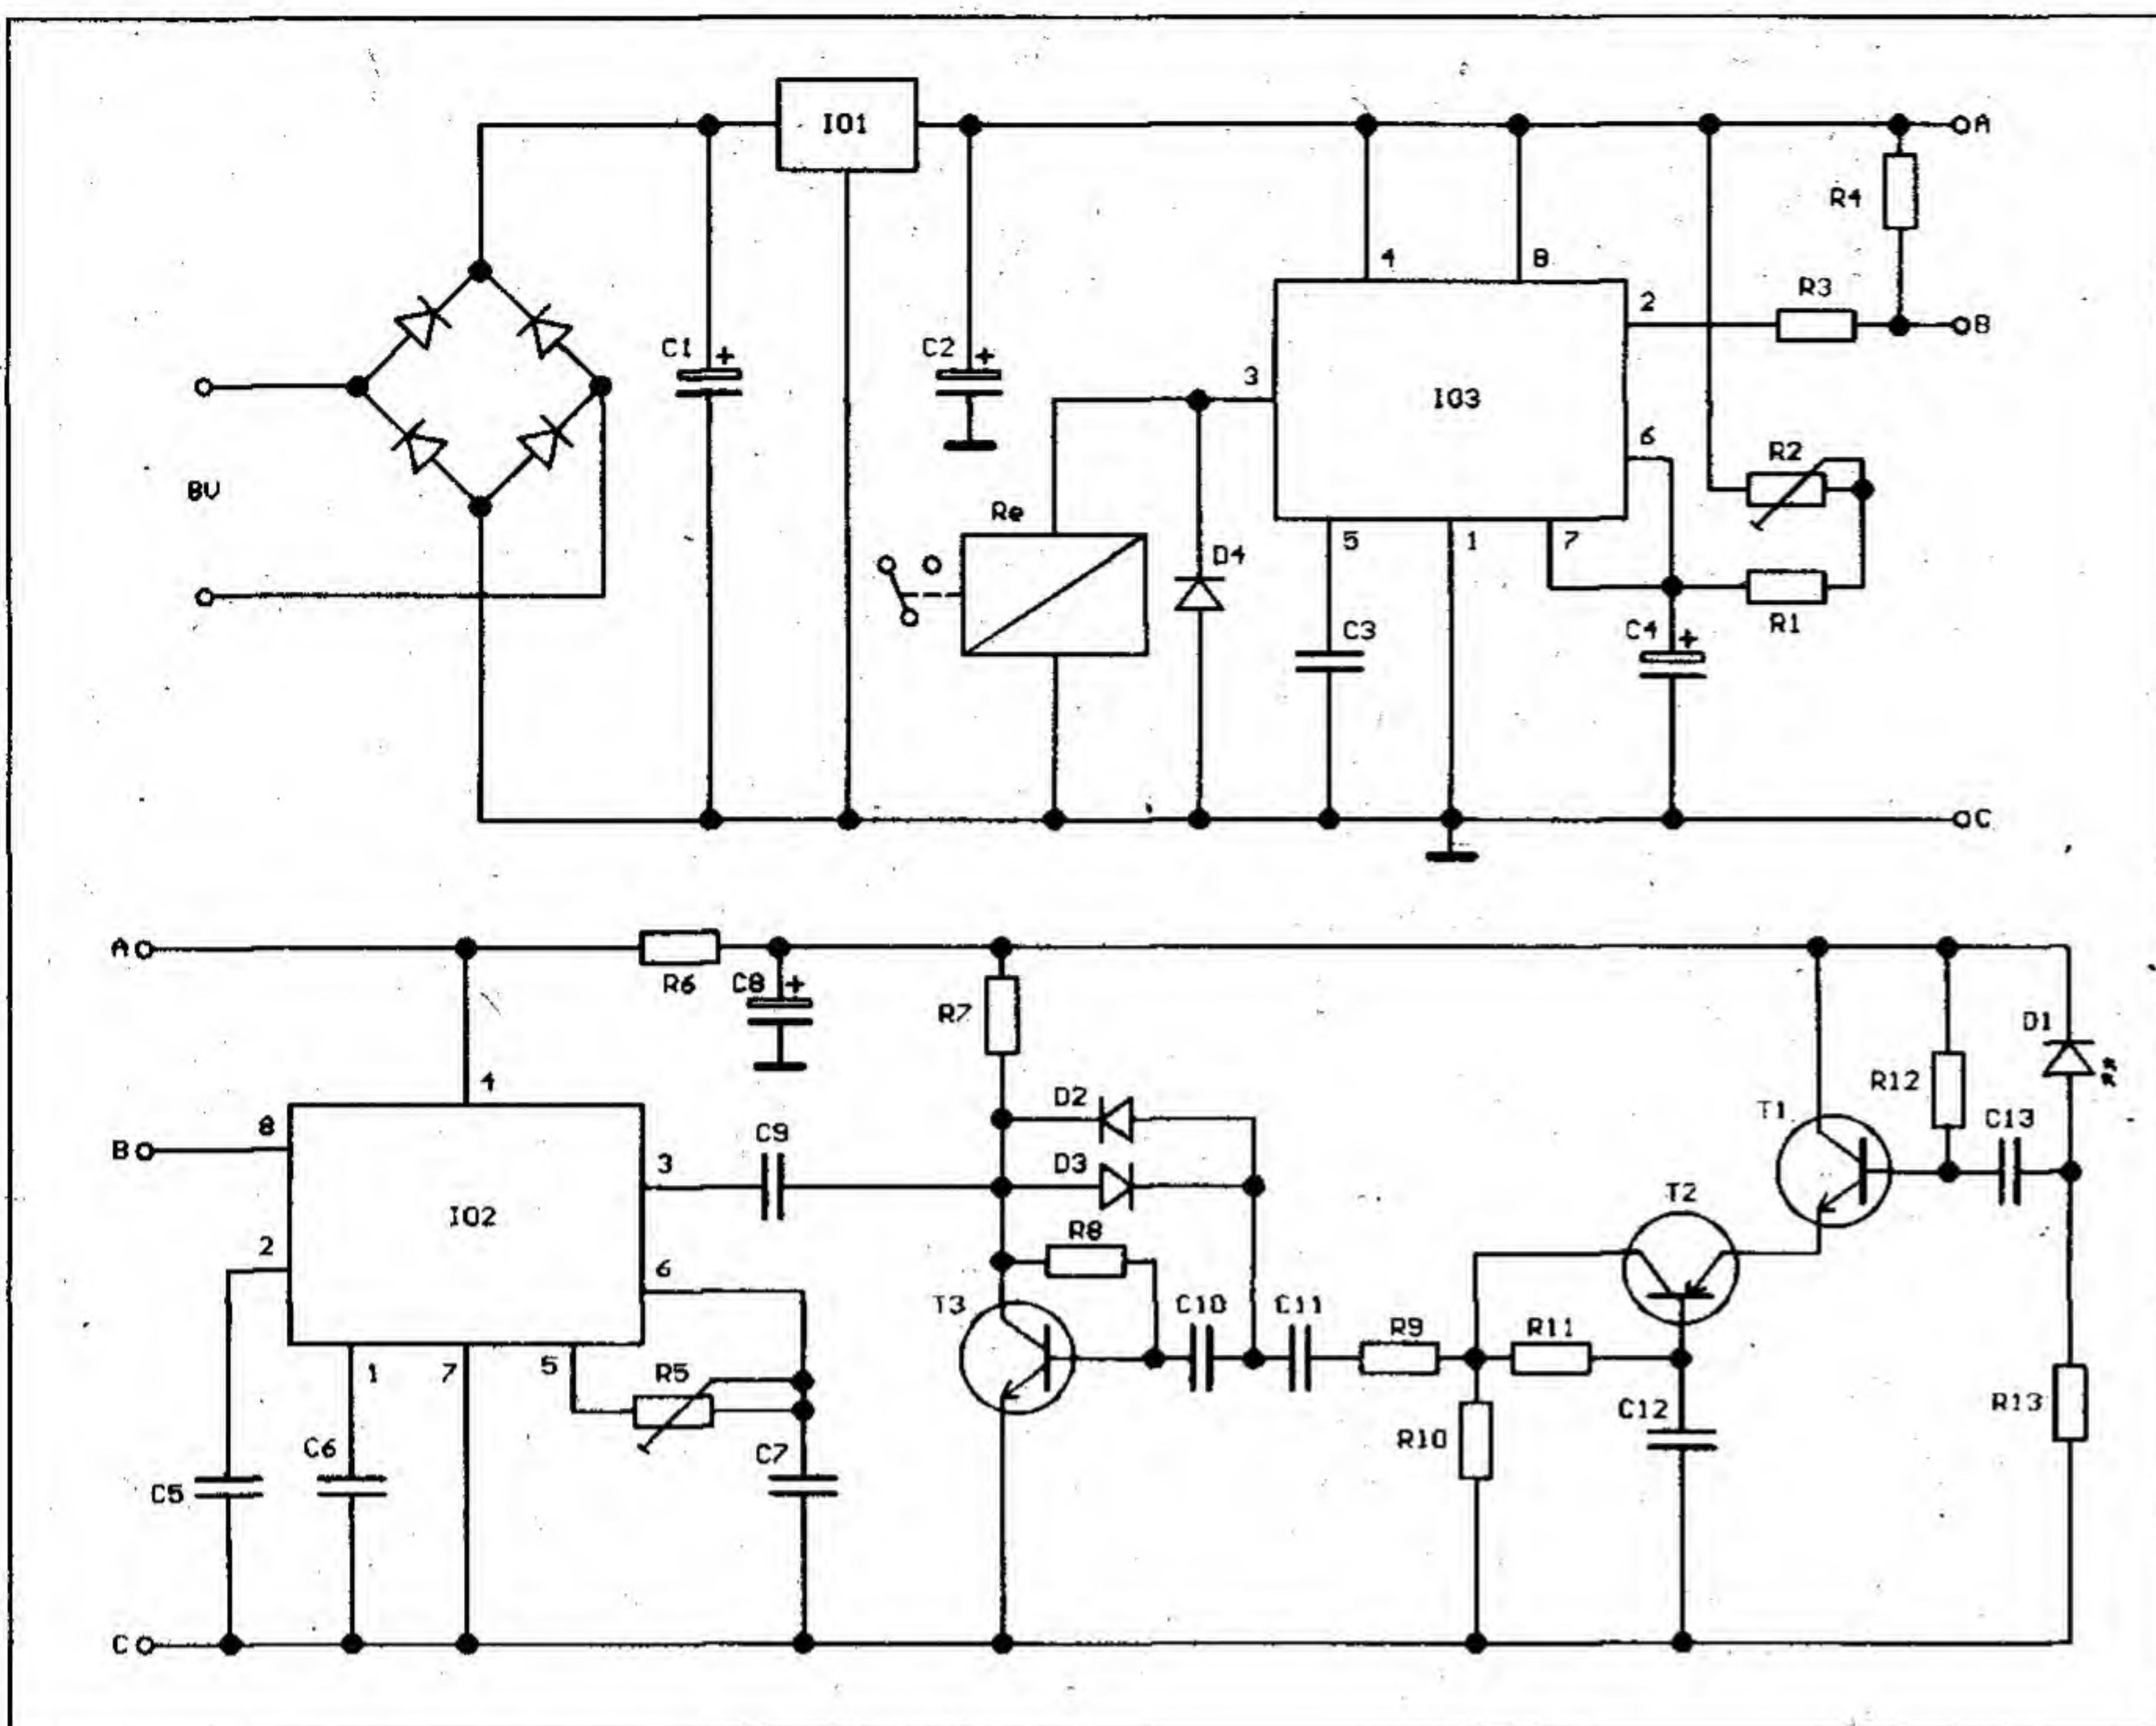 IO1
A
R4
4
8
2
R3
B
C1 +
C2 +
3
IO3
6
R2
8V
Re
5
1
7
D4
C3
C4 +
R1
C
A
R6
C8 +
R7
D1
4
R12
D2
T1
8
C9
C13
B
3
D3
T2
IO2
R8
2
6
T3
C10
C11
R9
R11
1
7
5
R5
R13
C12
R10
C6
C7
C5
C